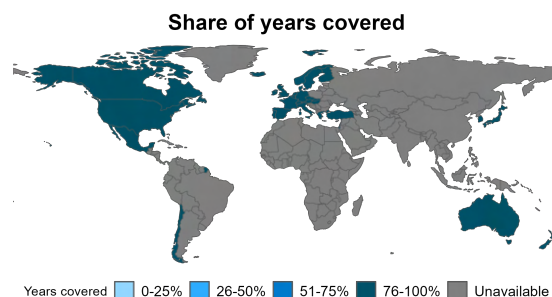 Share of years covered
Years covered 0-25% 26-50% 51-75% 76-100% Unavailable